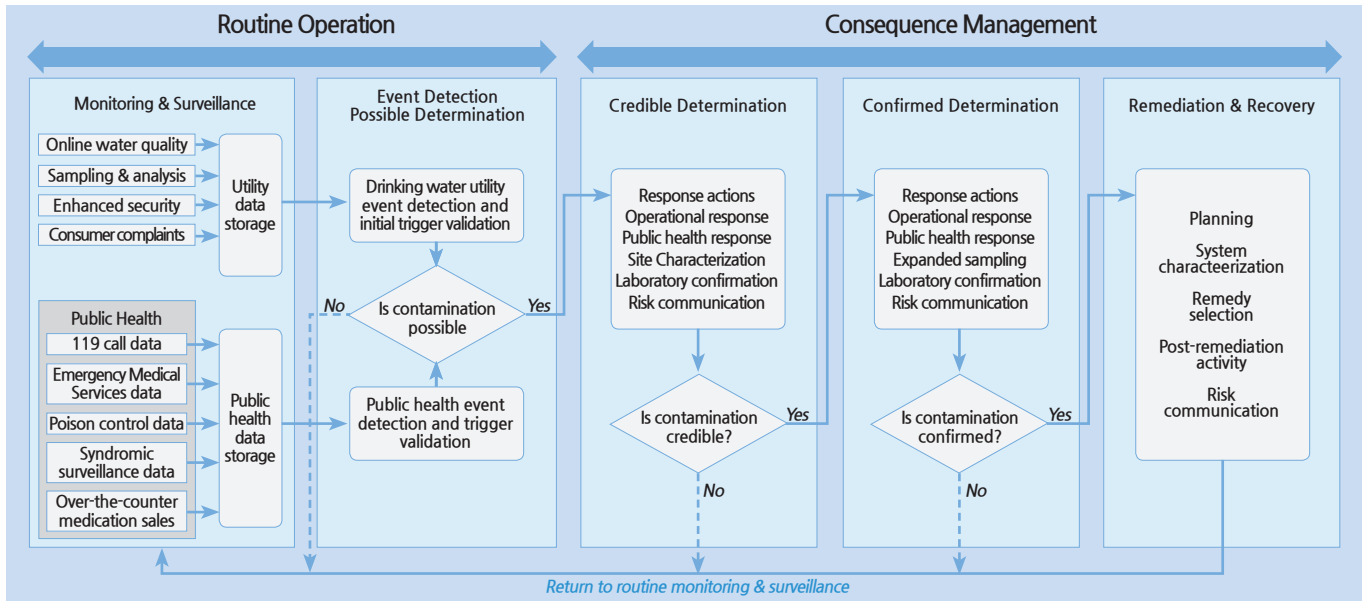 Routine Operation
Consequence Management
Monitoring & Surveillance
Online water quality
Sampling & analysis
Enhanced security
Consumer complaints
Utility
data
storage
Public Health
119 call data
Emergency Medical
Services data
Poison control data
Syndromic
surveillance data
Over-the-counter
medication sales
Public
health
data
storage
Event Detection
Possible Determination
Drinking water utility
event detection and
initial trigger validation
No
Is contamination
possible
Yes
Public health event
detection and trigger
validation
Credible Determination
Response actions
Operational response
Public health response
Site Characterization
Laboratory confirmation
Risk communication
Is contamination
credible?
Yes
No
Confirmed Determination
Response actions
Operational response
Public health response
Expanded sampling
Laboratory confirmation
Risk communication
Is contamination
confirmed?
Yes
No
Remediation & Recovery
Planning
System
characteerization
Remedy
selection
Post-remediation
activity
Risk
communication
Return to routine monitoring & surveillance